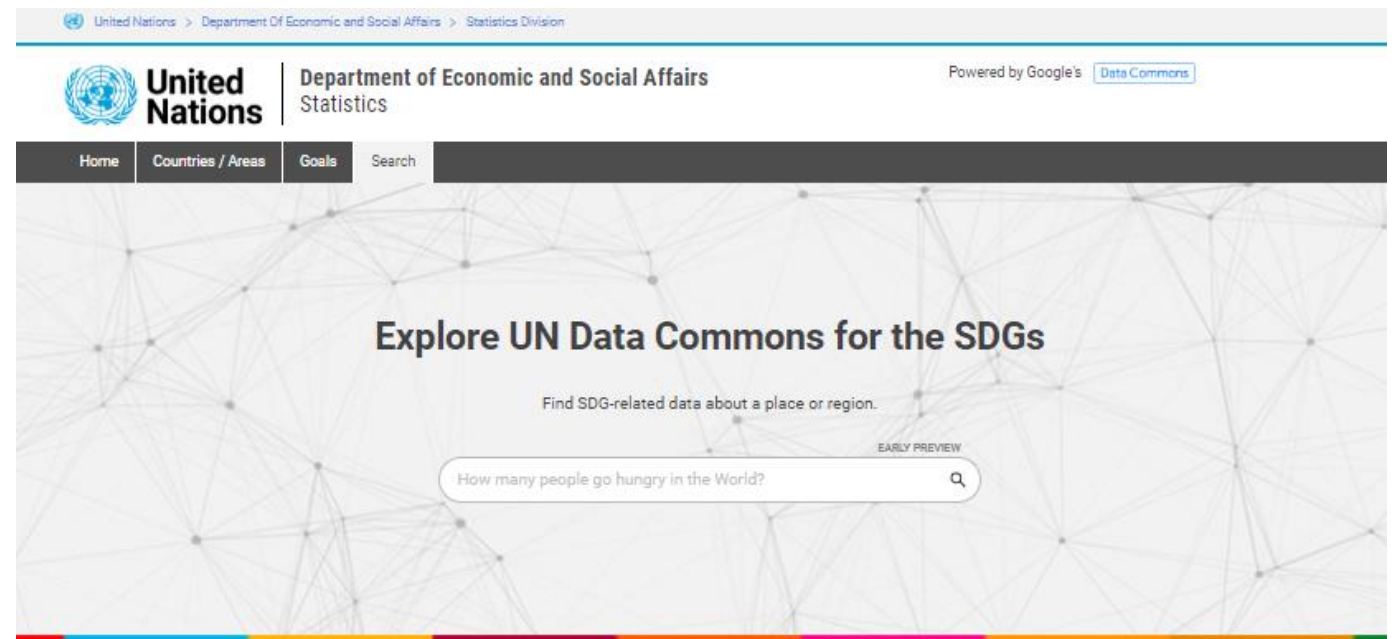 United Nations > Department Of Economic and Social Affairs > Statistics Division
United
Nations
Department of Economic and Social Affairs
Statistics
Powered by Google's Data Commons
Home Countries / Areas Goals Search
Explore UN Data Commons for the SDGs
Find SDG-related data about a place or region.
EARLY PREVIEW
How many people go hungry in the World?